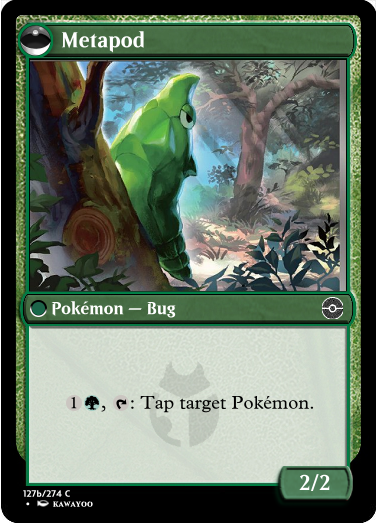 Metapod
Pokémon — Bug
1 , : Tap target Pokémon.
2/2
127b/274 C
• KAWAYOO